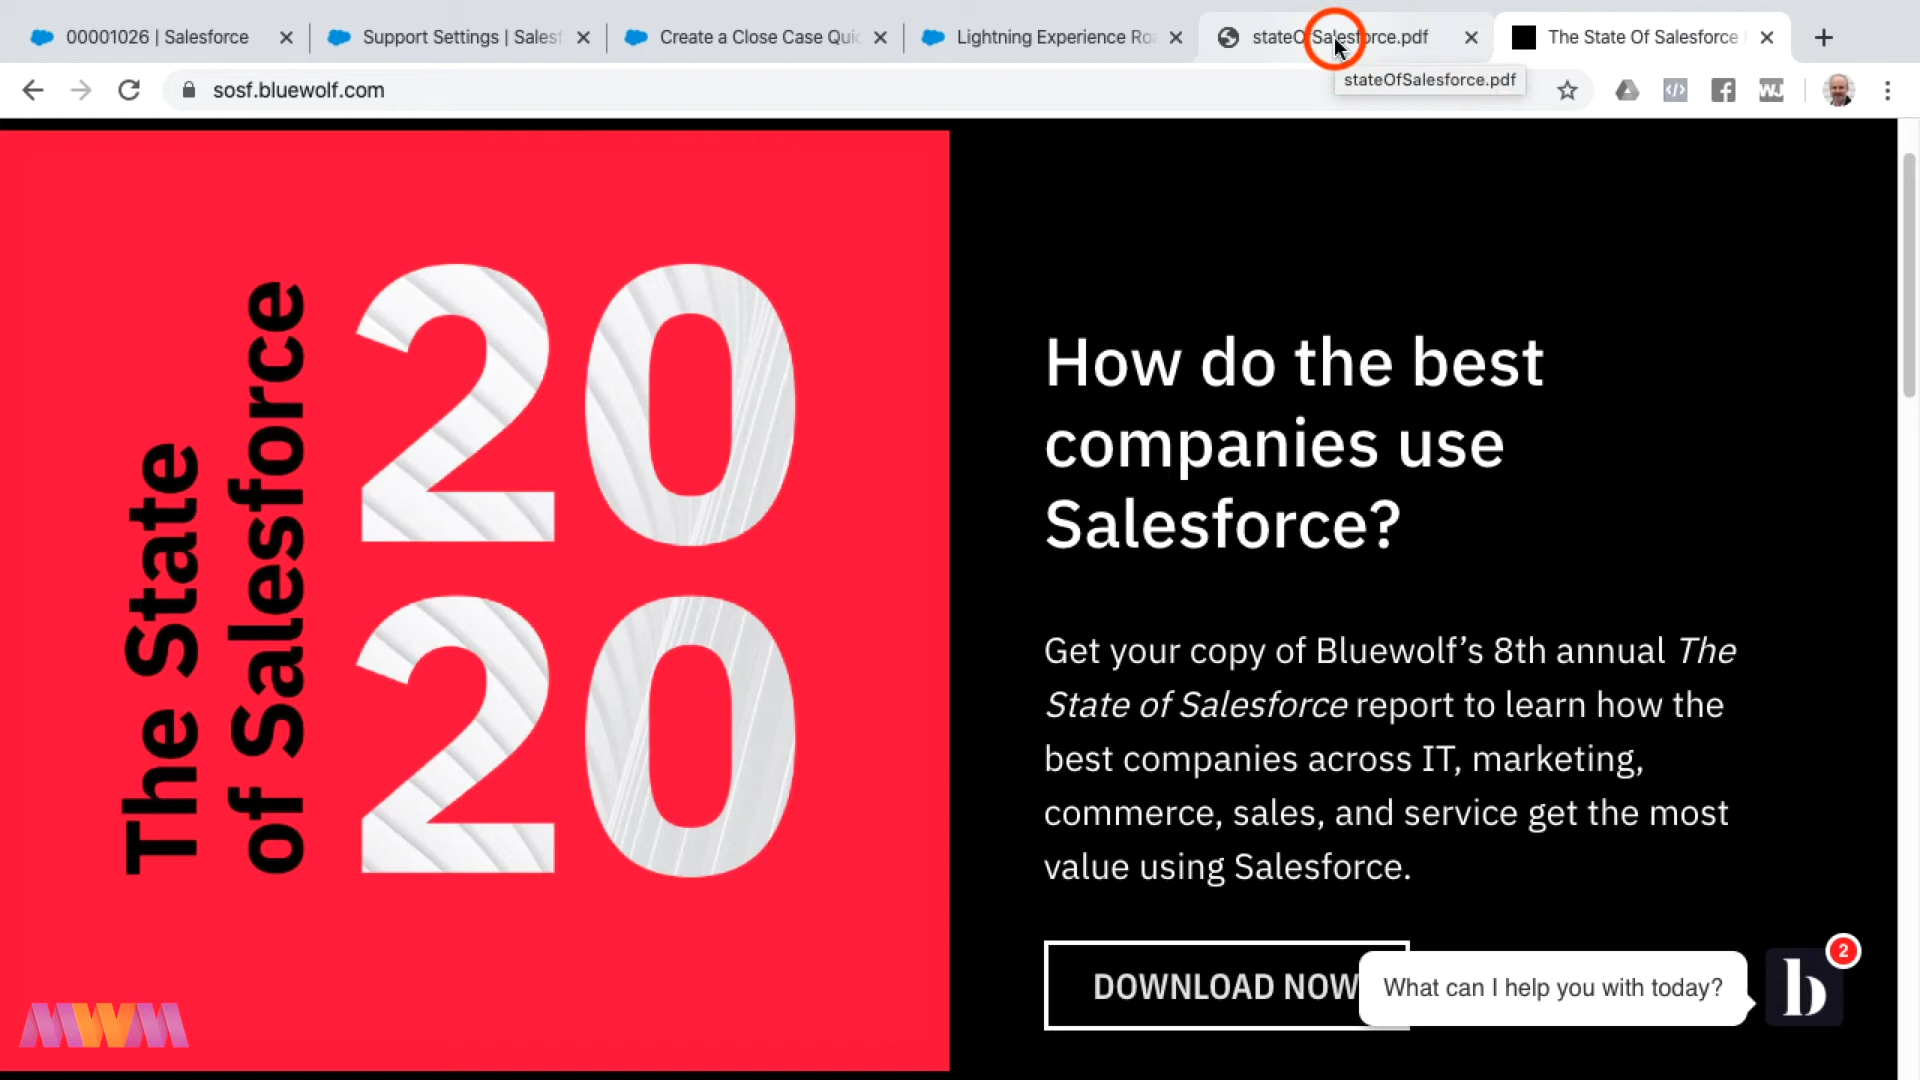 00001026 | Salesforce
Support Settings | Salesf
Create a Close Case Quic
Lightning Experience Ro
stateOfSalesforce.pdf
The State Of Salesforce
sosf.bluewolf.com
stateOfSalesforce.pdf
The State
of Salesforce
20
20
How do the best
companies use
Salesforce?
Get your copy of Bluewolf’s 8th annual The
State of Salesforce report to learn how the
best companies across IT, marketing,
commerce, sales, and service get the most
value using Salesforce.
DOWNLOAD NOW
What can I help you with today?
b
2
MWM